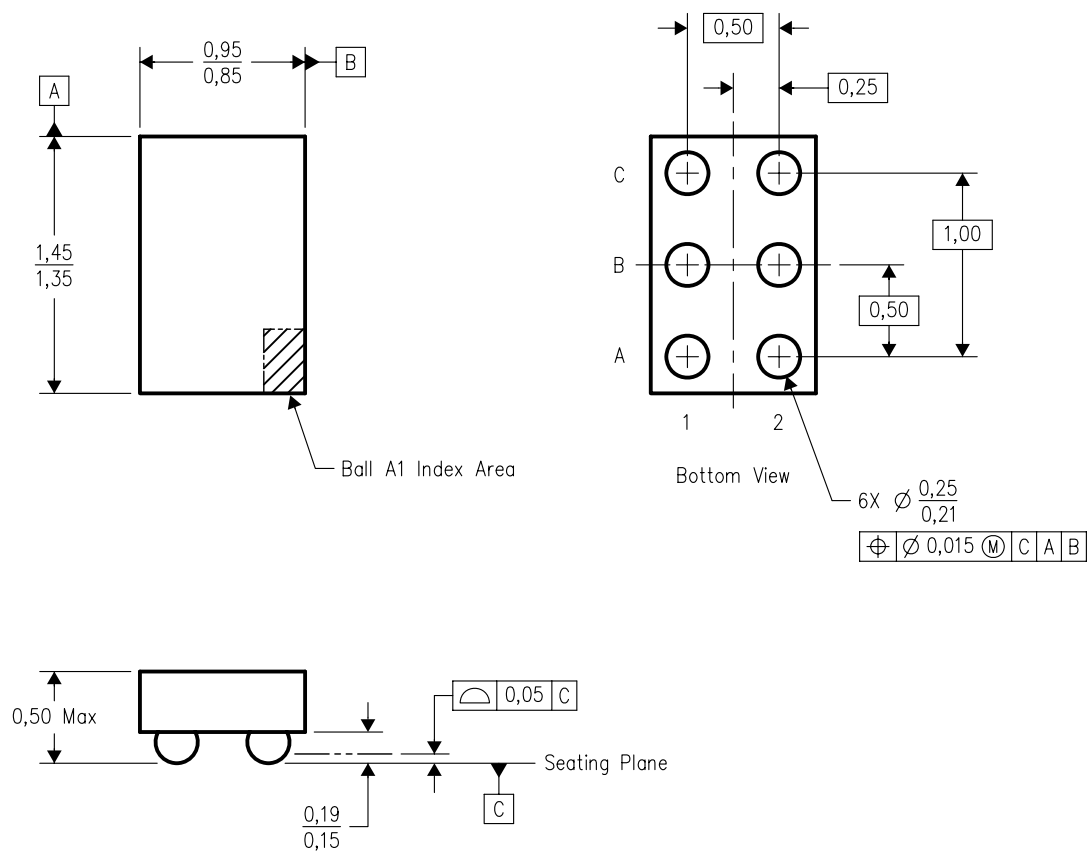 0,50
0,95
0,85
B
A
0,25
C
1,45
1,35
1,00
B
0,50
A
1 2
Ball A1 Index Area
Bottom View
6X Ø 0,25
0,21
⌖ Ø 0,015 Ⓜ C A B
0,05 C
0,50 Max
Seating Plane
C
0,19
0,15